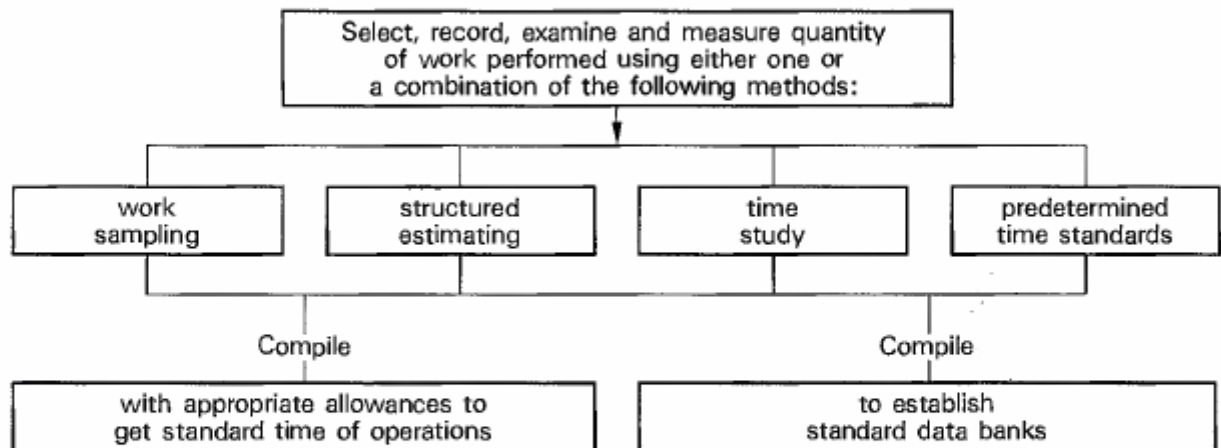 Select, record, examine and measure quantity
of work performed using either one or
a combination of the following methods:
work
sampling
structured
estimating
time
study
predetermined
time standards
Compile
Compile
with appropriate allowances to
get standard time of operations
to establish
standard data banks